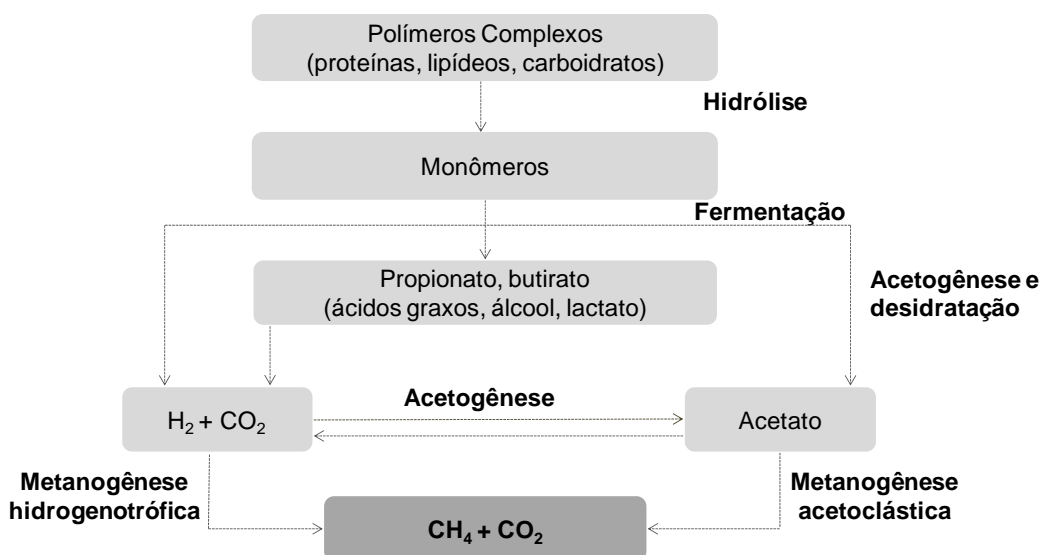 Polímeros Complexos
(proteínas, lipídeos, carboidratos)
Hidrólise
Monômeros
Fermentação
Propionato, butirato
(ácidos graxos, álcool, lactato)
Acetogênese e
desidratação
H₂ + CO₂
Acetogênese
Acetato
Metanogênese
hidrogenotrófica
CH₄ + CO₂
Metanogênese
acetoclástica